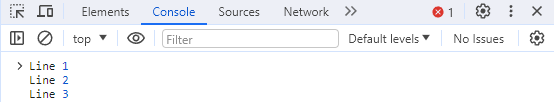 Elements Console Sources Network 1
top Filter Default levels No Issues
Line 1
Line 2
Line 3